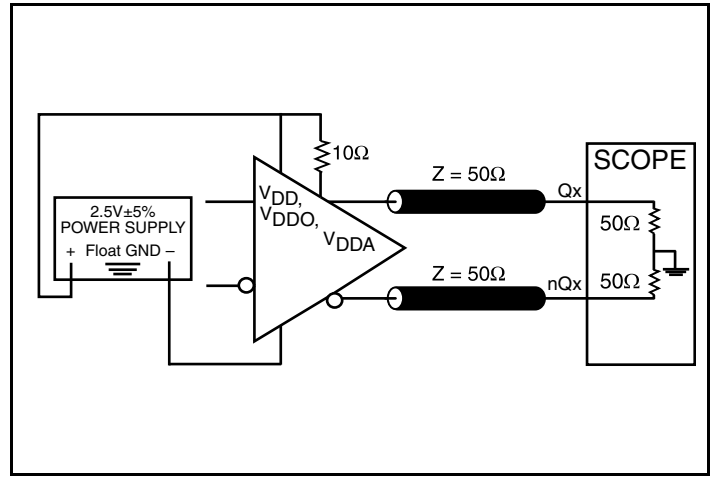 10Ω
2.5V±5%
POWER SUPPLY
+ Float GND –
VDD,
VDDO,
VDDA
Z = 50Ω
Qx
Z = 50Ω
nQx
SCOPE
50Ω
50Ω